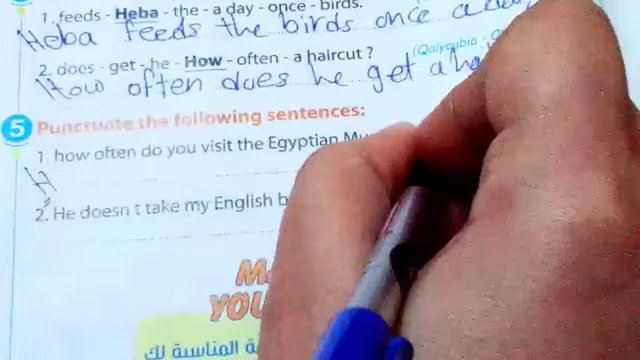 1. feeds - Heba - the - a day - once - birds.
Heba feeds the birds once a
2. does - get - he - How - often - a haircut ?
(Qalyoubia -
How often does he get a ha
5 Punctuate the following sentences:
1. how often do you visit the Egyptian Mu
H
2. He doesn t take my English b
YOU
المناسبة لك